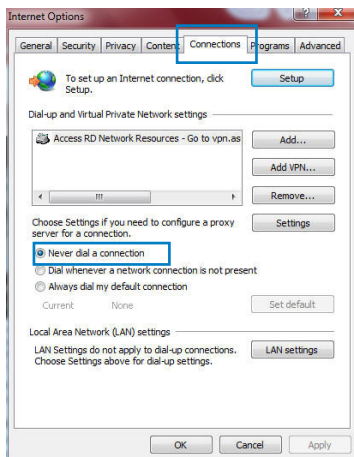 Internet Options
General Security Privacy Content Connections Programs Advanced
To set up an Internet connection, click Setup.
Setup
Dial-up and Virtual Private Network settings
Access RD Network Resources - Go to vpn.as
Add...
Add VPN...
Remove...
Choose Settings if you need to configure a proxy
server for a connection.
Settings
Never dial a connection
Dial whenever a network connection is not present
Always dial my default connection
Current None
Set default
Local Area Network (LAN) settings
LAN Settings do not apply to dial-up connections.
Choose Settings above for dial-up settings.
LAN settings
OK Cancel Apply